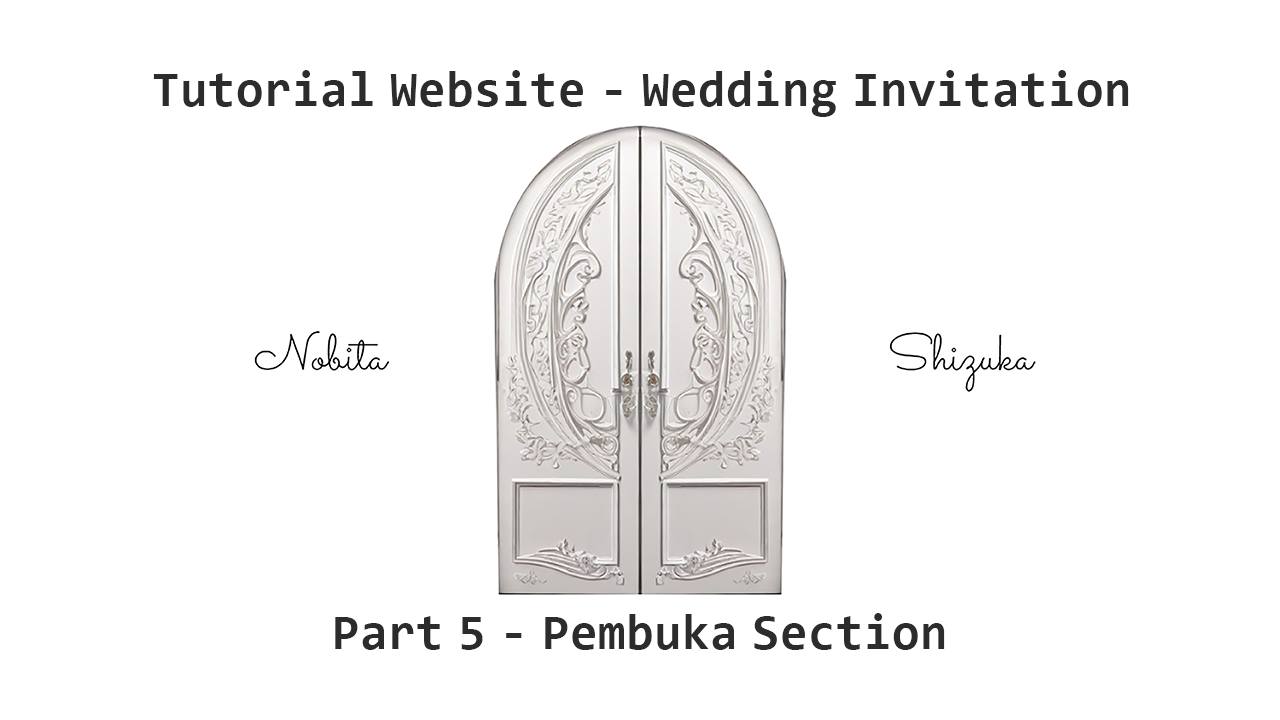 Tutorial Website - Wedding Invitation
Nobita
Shizuka
Part 5 - Pembuka Section